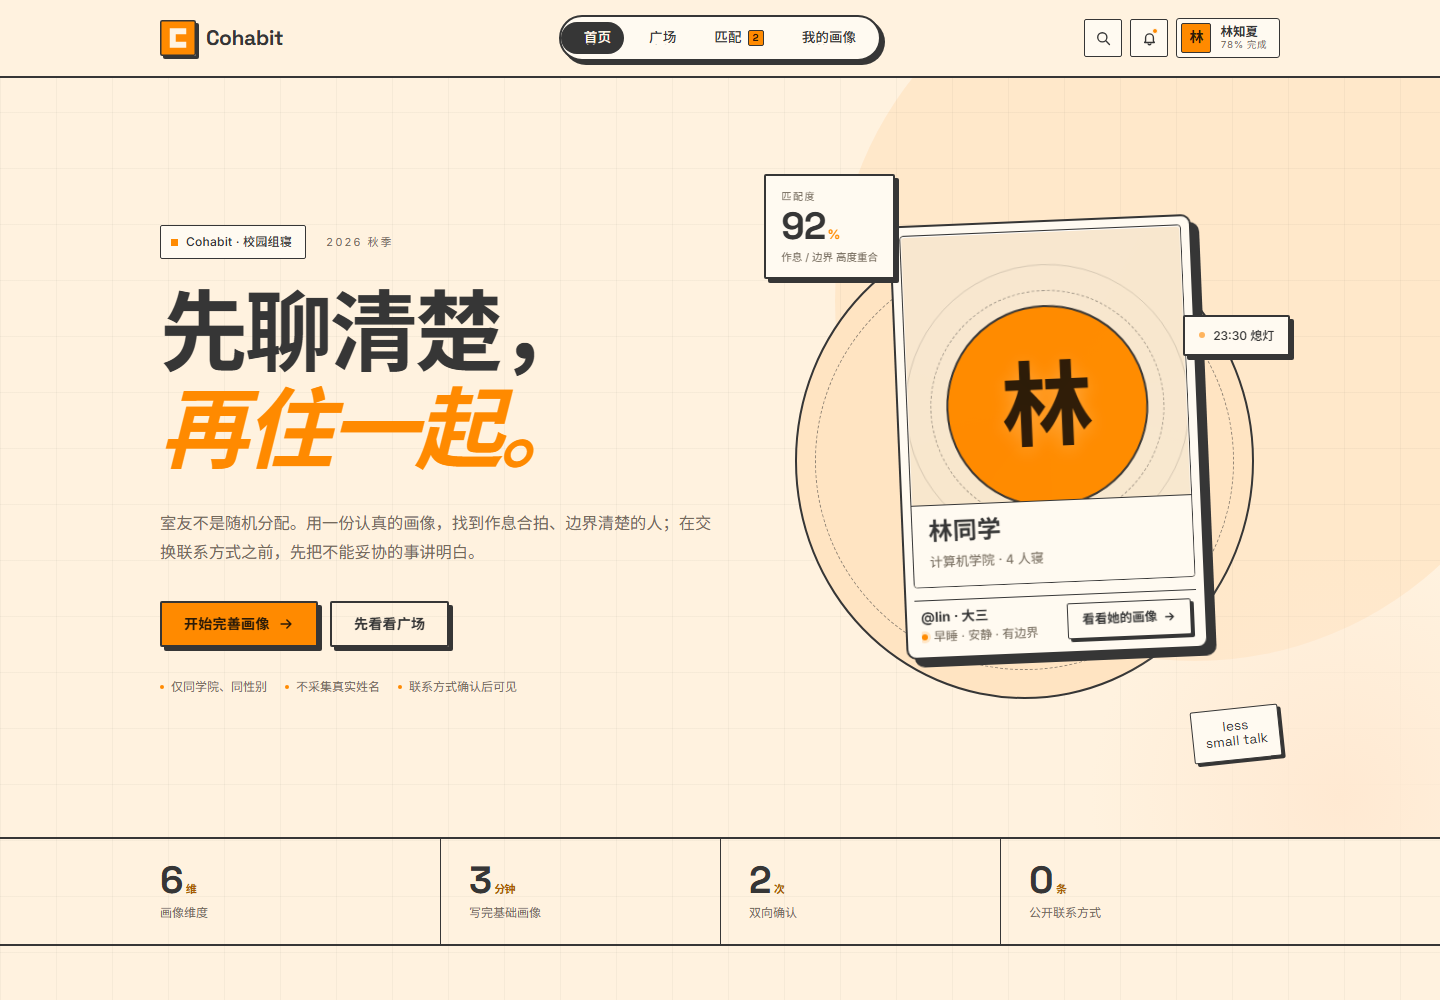 Cohabit
首页
广场
匹配 2
我的画像
林
林知夏
78% 完成
Cohabit · 校园组寝
2026 秋季
先聊清楚，
再住一起。
室友不是随机分配。用一份认真的画像，找到作息合拍、边界清楚的人；在交
换联系方式之前，先把不能妥协的事讲明白。
开始完善画像 →
先看看广场
仅同学院、同性别
不采集真实姓名
联系方式确认后可见
匹配度
92%
作息 / 边界 高度重合
23:30 熄灯
林
林同学
计算机学院 · 4 人寝
@lin · 大三
早睡 · 安静 · 有边界
看看她的画像 →
less
small talk
6 维
画像维度
3 分钟
写完基础画像
2 次
双向确认
0 条
公开联系方式